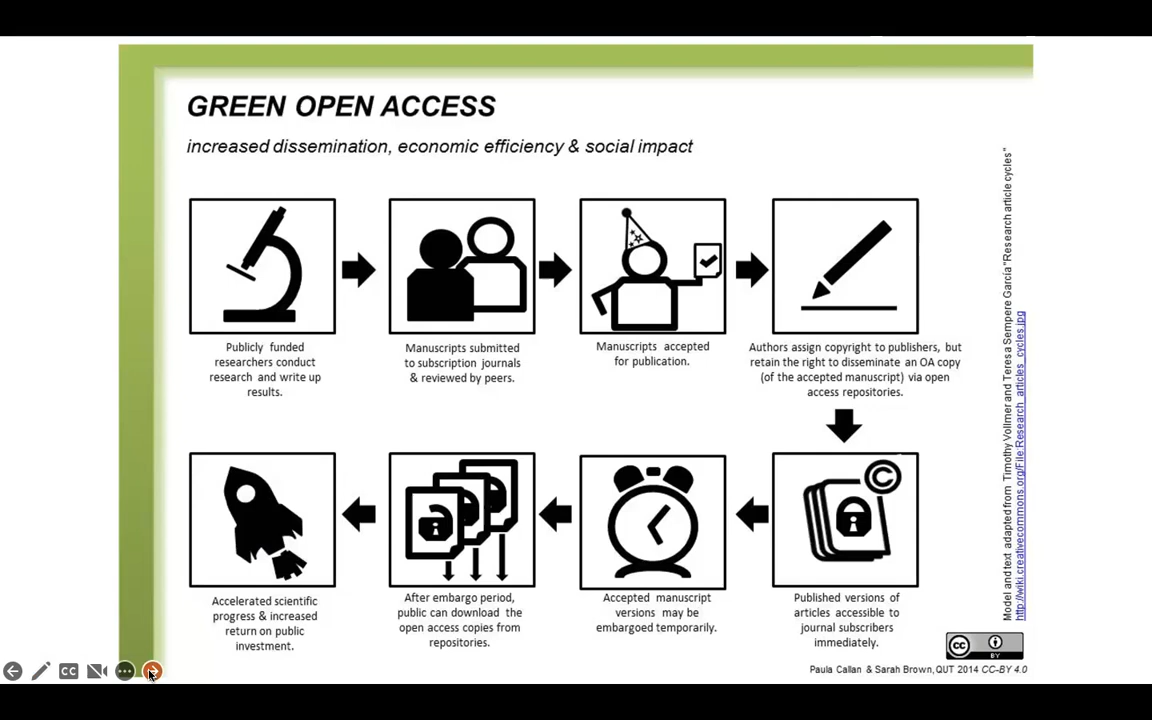 GREEN OPEN ACCESS
increased dissemination, economic efficiency & social impact
Publicly funded
researchers conduct
research and write up
results.
Manuscripts submitted
to subscription journals
& reviewed by peers.
Manuscripts accepted
for publication.
Authors assign copyright to publishers, but
retain the right to disseminate an OA copy
(of the accepted manuscript) via open
access repositories.
C
Published versions of
articles accessible to
journal subscribers
immediately.
Accepted manuscript
versions may be
embargoed temporarily.
After embargo period,
public can download the
open access copies from
repositories.
Accelerated scientific
progress & increased
return on public
investment.
Model and text adapted from Timothy Vollmer and Teresa Sempere Garcia "Research article cycles"
http://wiki.creativecommons.org/File:Research_articles_cycles.jpg
cc
BY
Paula Callan & Sarah Brown, QUT 2014 CC-BY 4.0
CC